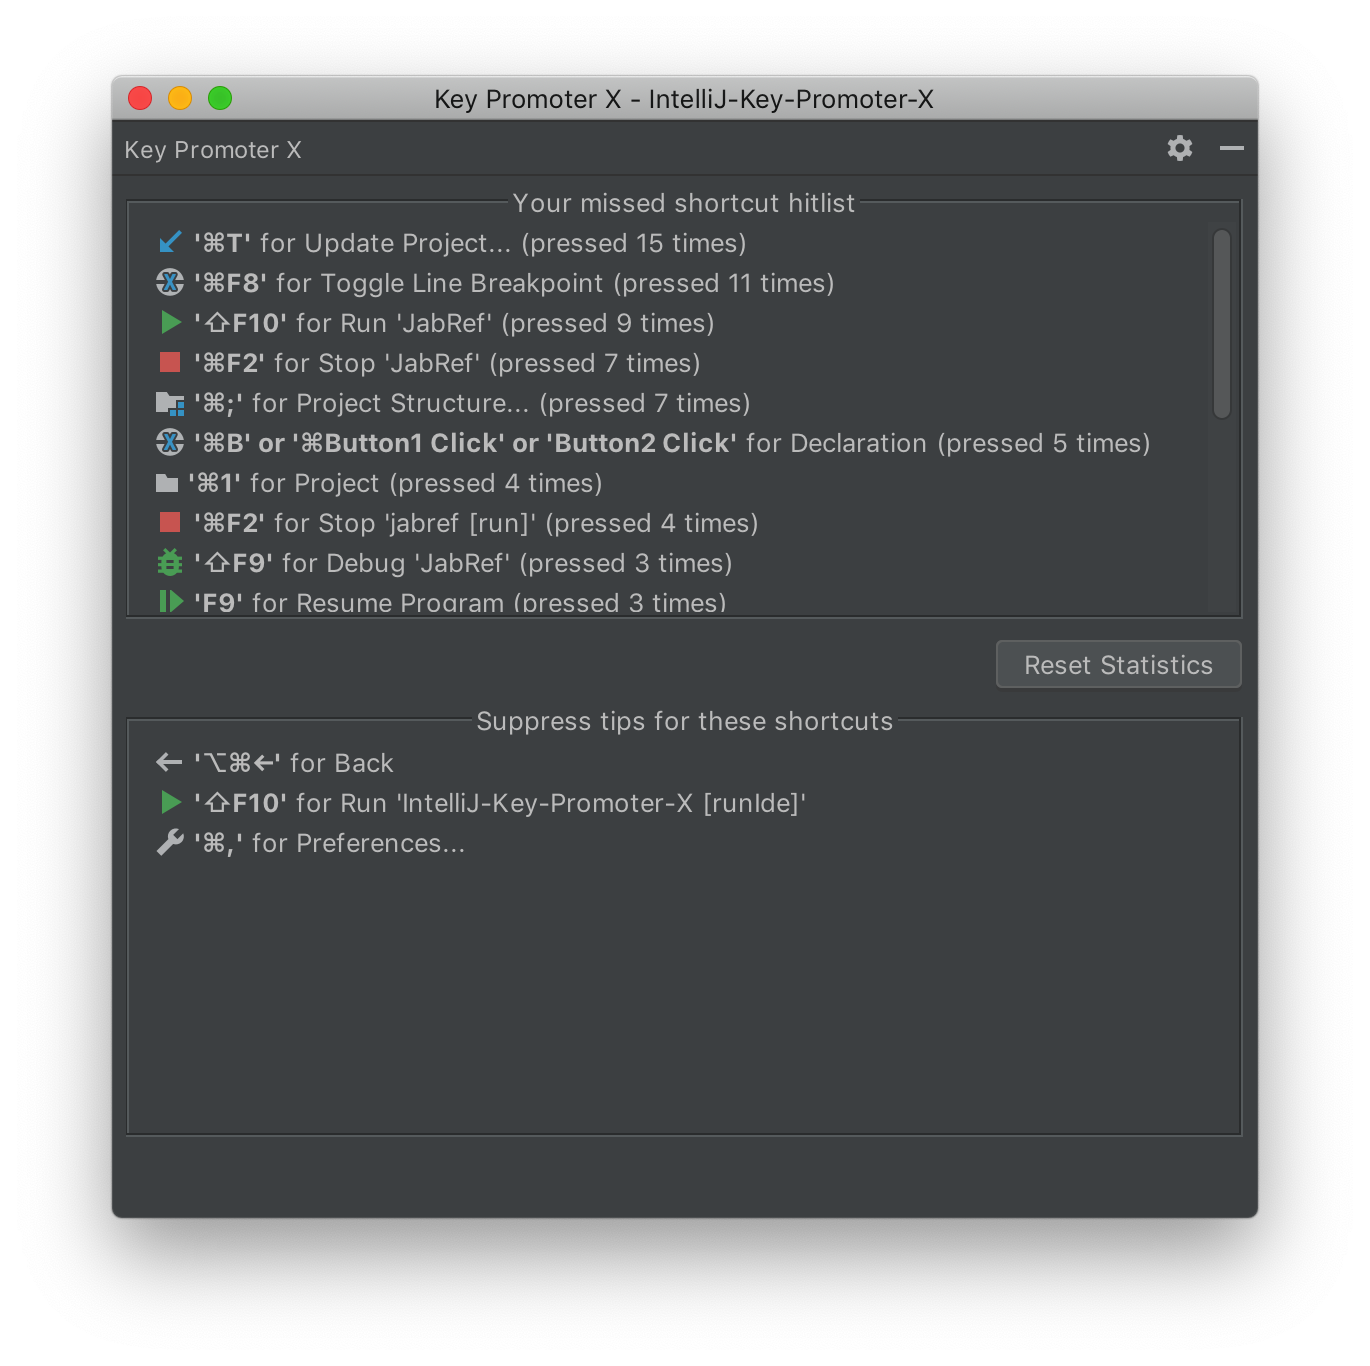 Key Promoter X - IntelliJ-Key-Promoter-X
Key Promoter X
Your missed shortcut hitlist
'⌘T' for Update Project... (pressed 15 times)
'⌘F8' for Toggle Line Breakpoint (pressed 11 times)
'⇧F10' for Run 'JabRef' (pressed 9 times)
'⌘F2' for Stop 'JabRef' (pressed 7 times)
'⌘;' for Project Structure... (pressed 7 times)
'⌘B' or '⌘Button1 Click' or 'Button2 Click' for Declaration (pressed 5 times)
'⌘1' for Project (pressed 4 times)
'⌘F2' for Stop 'jabref [run]' (pressed 4 times)
'⇧F9' for Debug 'JabRef' (pressed 3 times)
'F9' for Resume Program (pressed 3 times)
Reset Statistics
Suppress tips for these shortcuts
'⌥⌘←' for Back
'⇧F10' for Run 'IntelliJ-Key-Promoter-X [runIde]'
'⌘,' for Preferences...